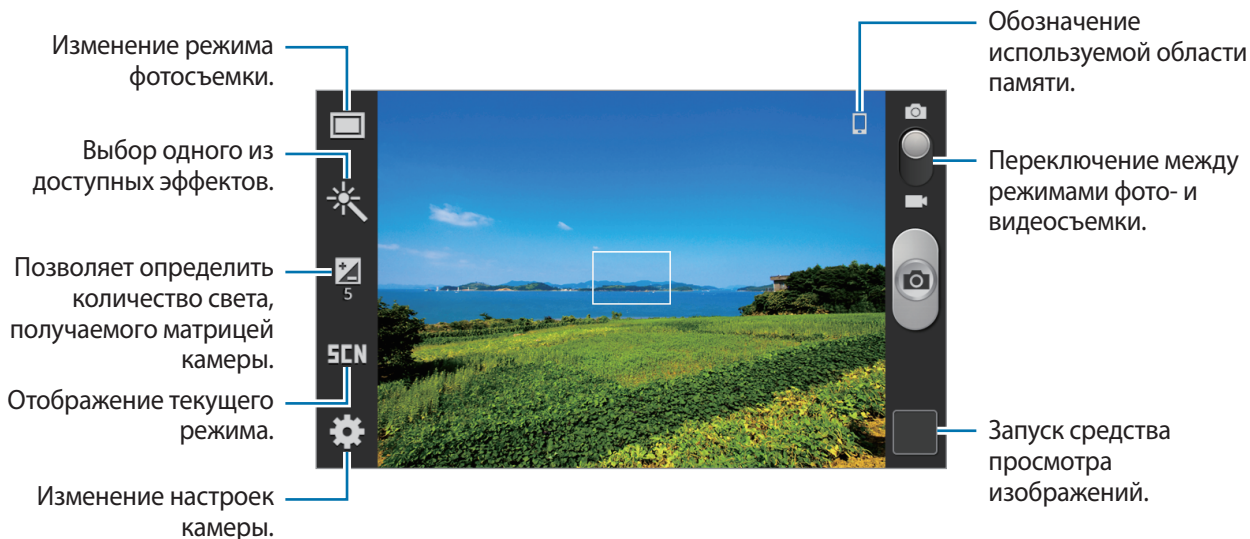 Изменение режима
фотосъемки.
Выбор одного из
доступных эффектов.
Позволяет определить
количество света,
получаемого матрицей
камеры.
Отображение текущего
режима.
Изменение настроек
камеры.
5
SCN
Обозначение
используемой области
памяти.
Переключение между
режимами фото- и
видеосъемки.
Запуск средства
просмотра
изображений.